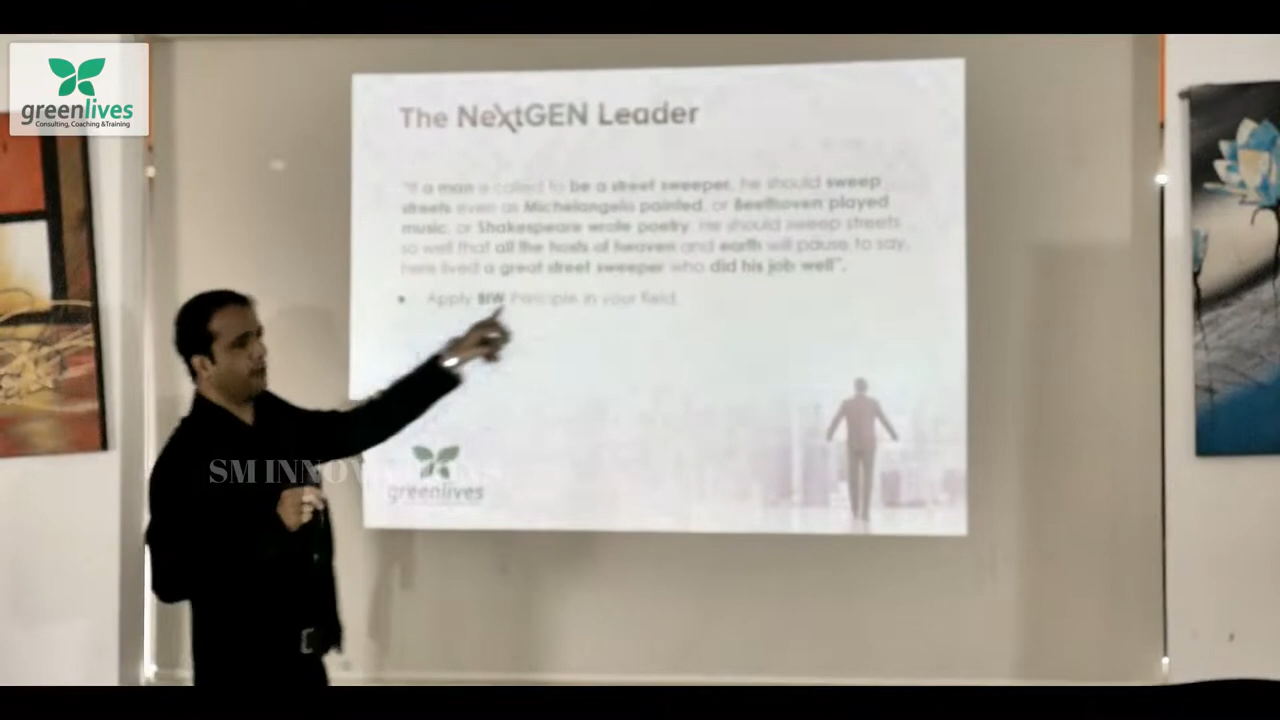 greenlives
Consulting, Coaching &Training
The NeXtGEN Leader
"If a man is called to be a street sweeper, he should sweep
streets even as Michelangelo painted, or Beethoven played
music, or Shakespeare wrote poetry. He should sweep streets
so well that all the hosts of heaven and earth will pause to say,
here lived a great street sweeper who did his job well".
• Apply BIW in your field.
SM INNOV
greenlives